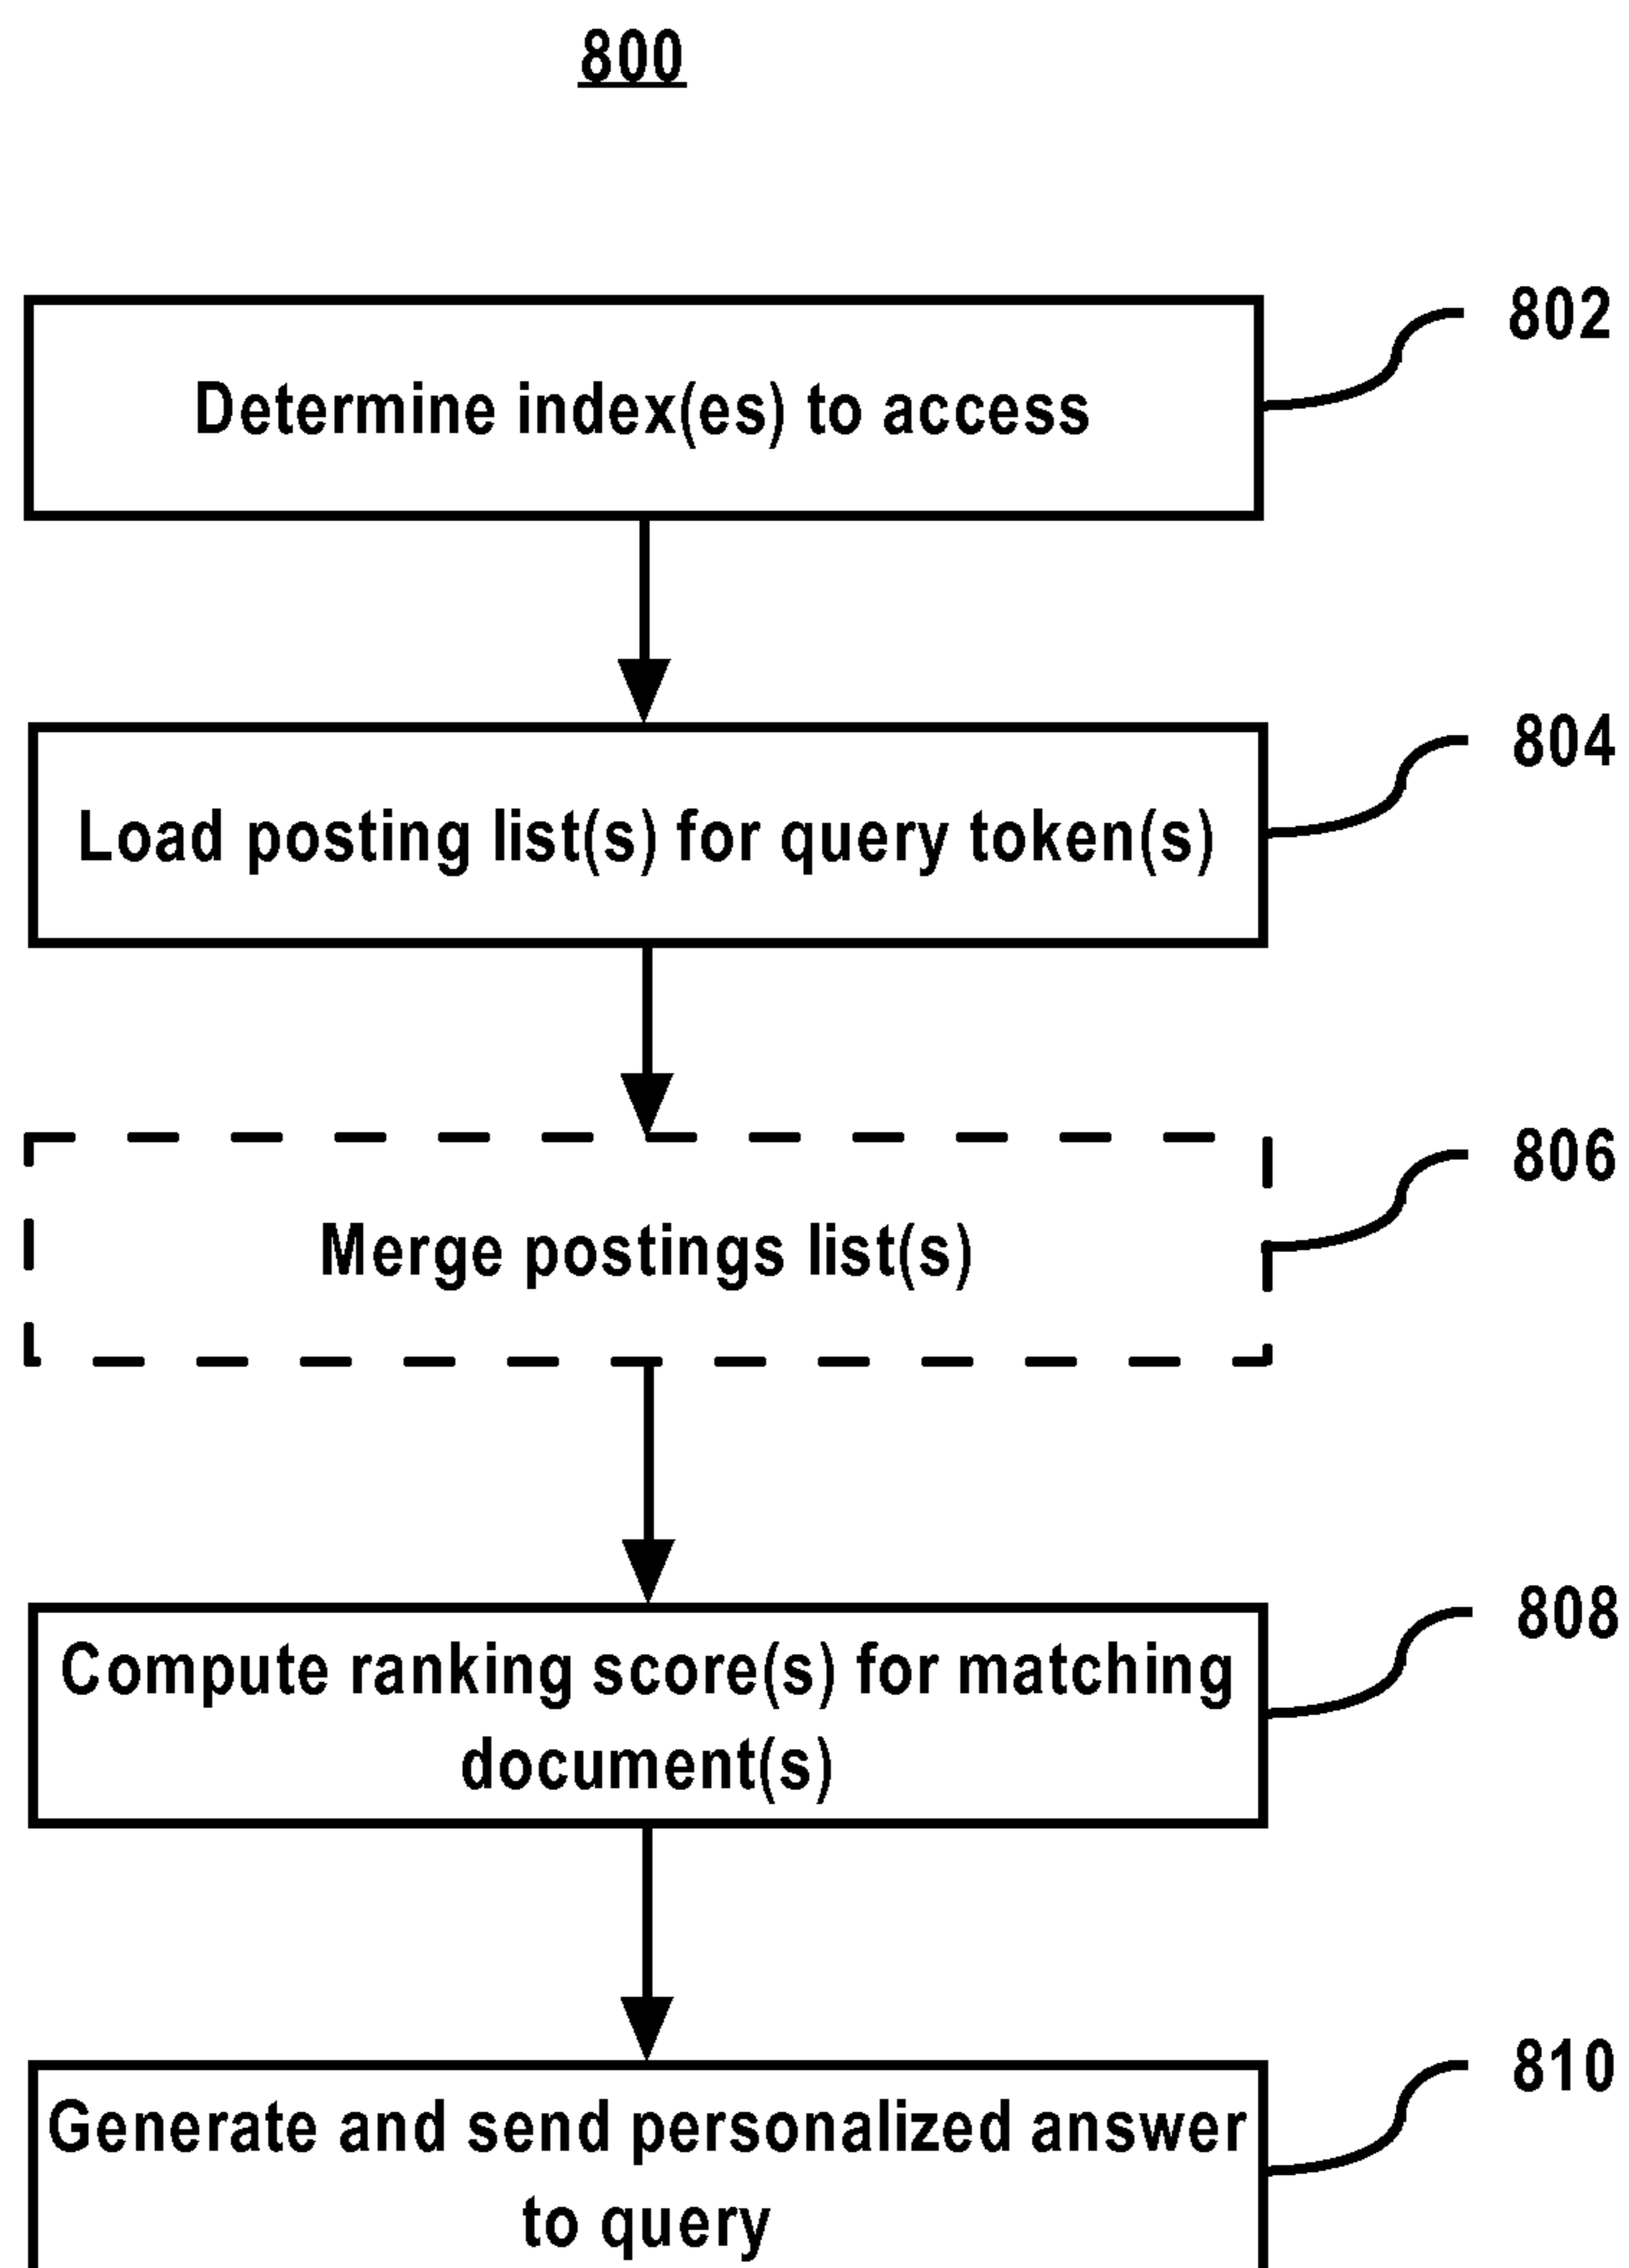 800
802
Determine index(es) to access
804
Load posting list(s) for query token(s)
806
Merge postings list(s)
808
Compute ranking score(s) for matching
document(s)
810
Generate and send personalized answer
to query